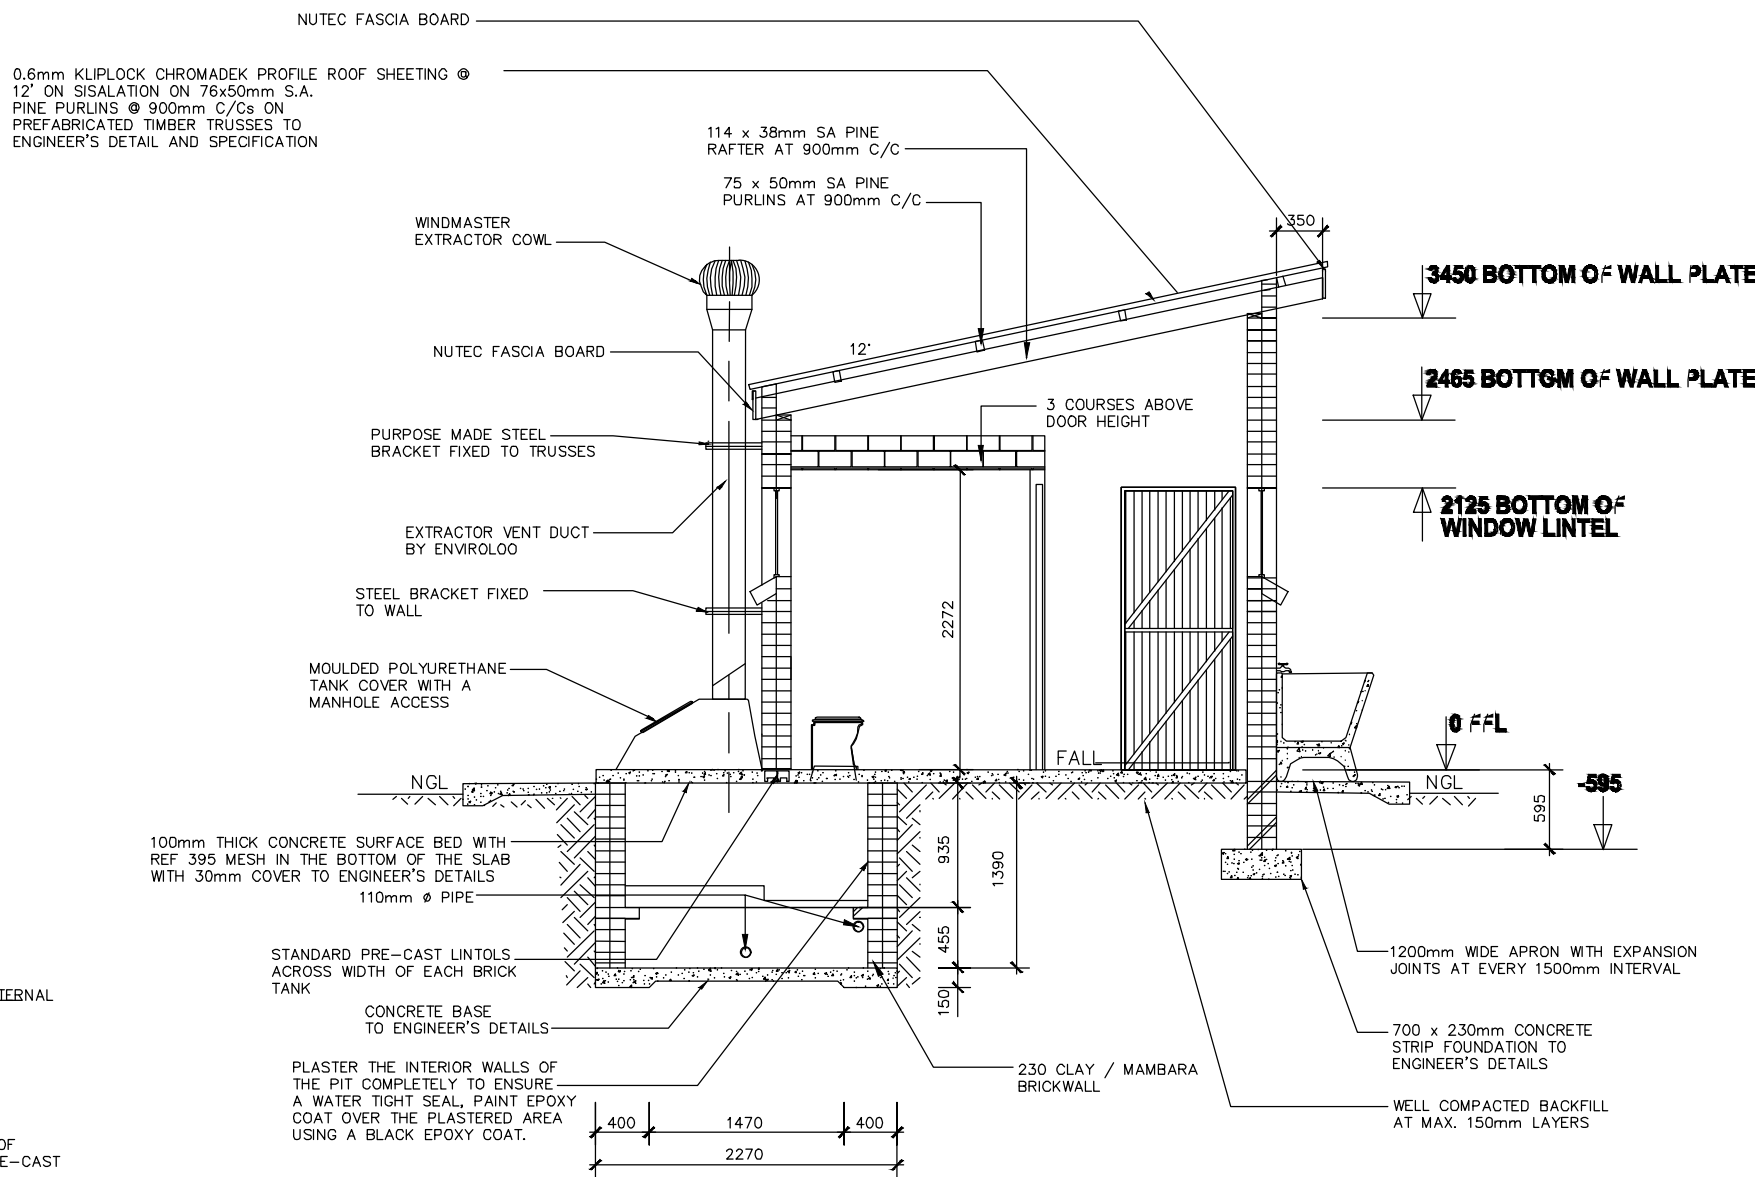 NUTEC FASCIA BOARD
0.6mm KLIPLOCK CHROMADEK PROFILE ROOF SHEETING @
12' ON SISALATION ON 76x50mm S.A.
PINE PURLINS @ 900mm C/Cs ON
PREFABRICATED TIMBER TRUSSES TO
ENGINEER'S DETAIL AND SPECIFICATION
114 x 38mm SA PINE
RAFTER AT 900mm C/C
75 x 50mm SA PINE
PURLINS AT 900mm C/C
WINDMASTER
EXTRACTOR COWL
350
3450 BOTTOM OF WALL PLATE
NUTEC FASCIA BOARD
12°
2465 BOTTOM OF WALL PLATE
3 COURSES ABOVE
DOOR HEIGHT
PURPOSE MADE STEEL
BRACKET FIXED TO TRUSSES
2125 BOTTOM OF
WINDOW LINTEL
EXTRACTOR VENT DUCT
BY ENVIROLOO
STEEL BRACKET FIXED
TO WALL
2272
MOULDED POLYURETHANE
TANK COVER WITH A
MANHOLE ACCESS
0 FFL
FALL
NGL
NGL
-595
595
100mm THICK CONCRETE SURFACE BED WITH
REF 395 MESH IN THE BOTTOM OF THE SLAB
WITH 30mm COVER TO ENGINEER'S DETAILS
935
1390
110mm ø PIPE
455
STANDARD PRE-CAST LINTOLS
ACROSS WIDTH OF EACH BRICK
TANK
1200mm WIDE APRON WITH EXPANSION
JOINTS AT EVERY 1500mm INTERVAL
TERNAL
150
CONCRETE BASE
TO ENGINEER'S DETAILS
700 x 230mm CONCRETE
STRIP FOUNDATION TO
ENGINEER'S DETAILS
PLASTER THE INTERIOR WALLS OF
THE PIT COMPLETELY TO ENSURE
A WATER TIGHT SEAL, PAINT EPOXY
COAT OVER THE PLASTERED AREA
USING A BLACK EPOXY COAT.
230 CLAY / MAMBARA
BRICKWALL
WELL COMPACTED BACKFILL
AT MAX. 150mm LAYERS
400
1470
400
2270
OF
E-CAST